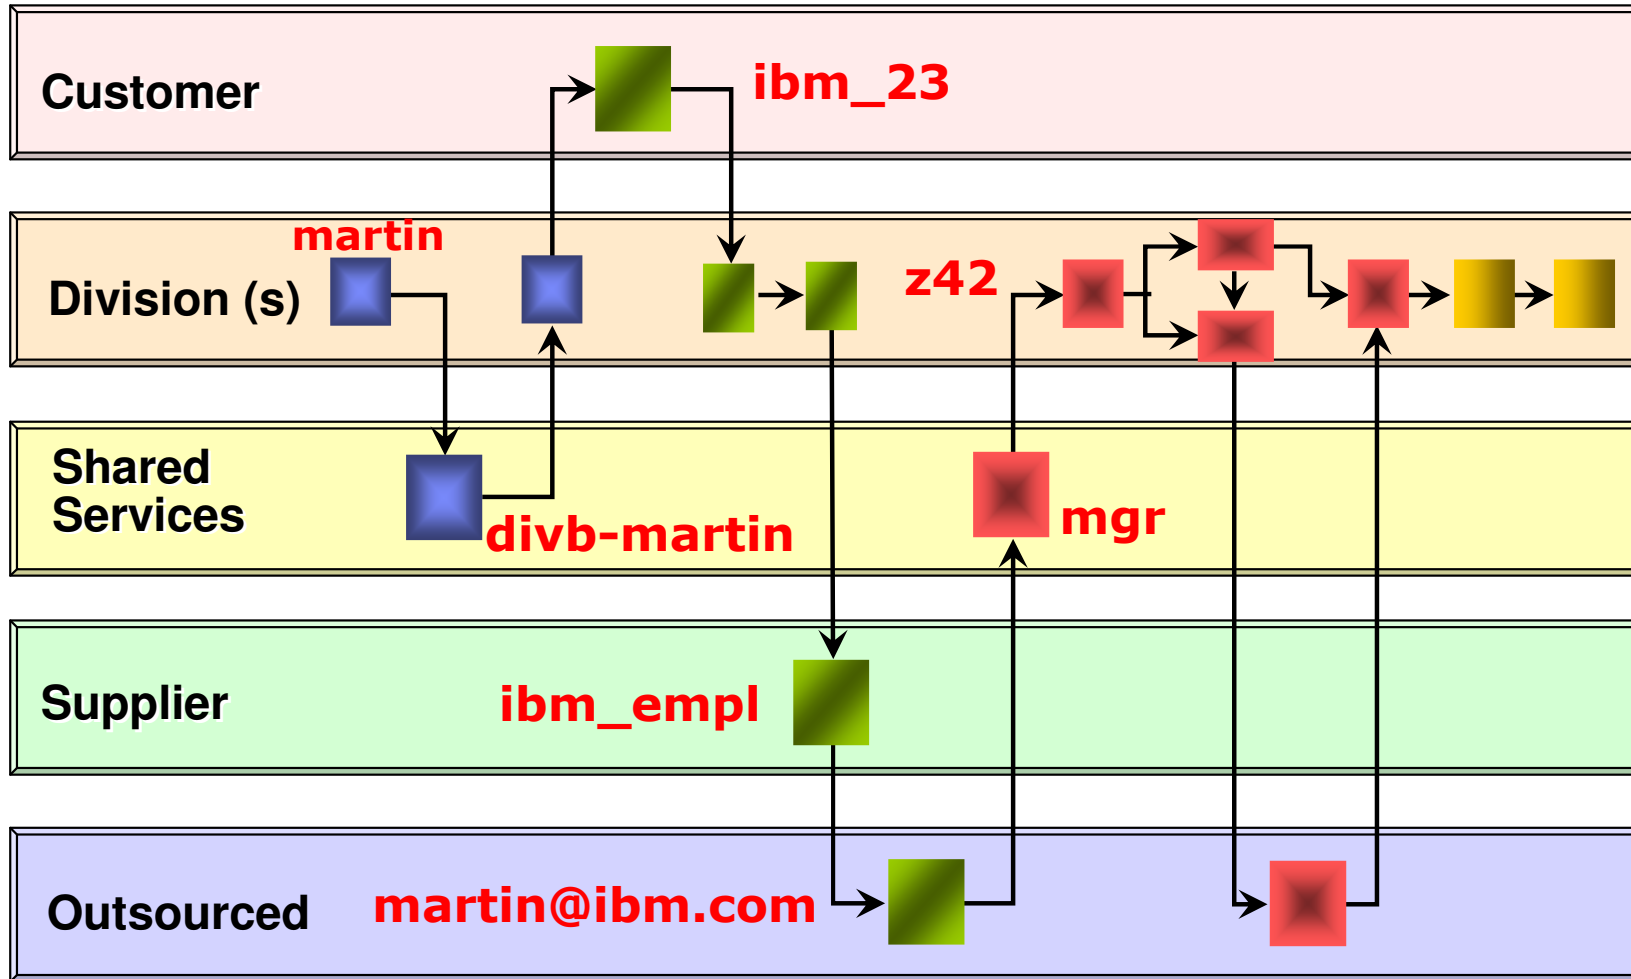 Customer
ibm_23
martin
Division (s)
z42
Shared
Services
divb-martin
mgr
Supplier
ibm_empl
Outsourced
martin@ibm.com